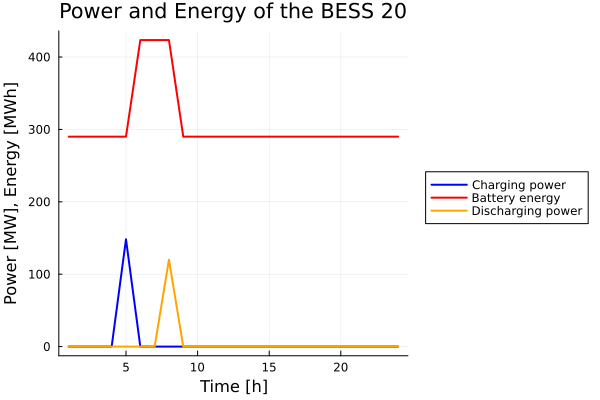 Power and Energy of the BESS 20
Power [MW], Energy [MWh]
400
300
200
100
0
5
10
15
20
Time [h]
Charging power
Battery energy
Discharging power